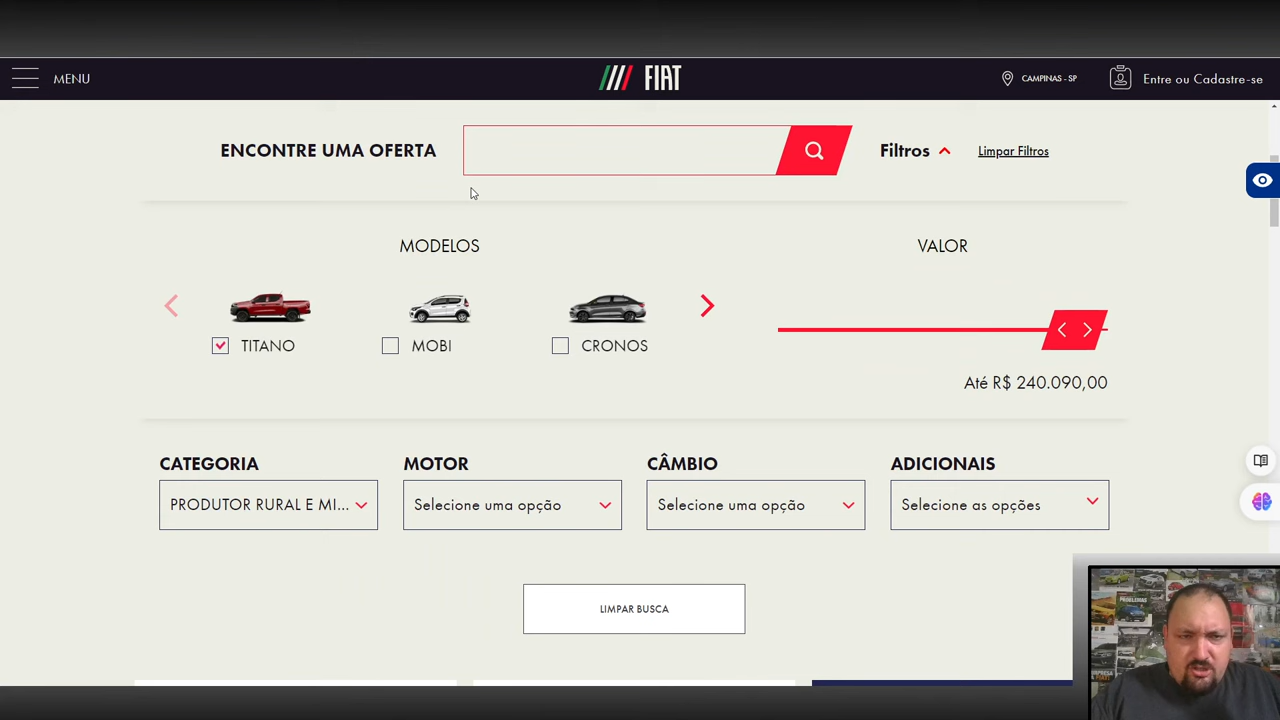 MENU
FIAT
CAMPINAS - SP
Entre ou Cadastre-se
ENCONTRE UMA OFERTA
Filtros
Limpar Filtros
MODELOS
VALOR
TITANO
MOBI
CRONOS
Até R$ 240.090,00
CATEGORIA
MOTOR
CÂMBIO
ADICIONAIS
PRODUTOR RURAL E MI...
Selecione uma opção
Selecione uma opção
Selecione as opções
LIMPAR BUSCA
PROBLEMAS